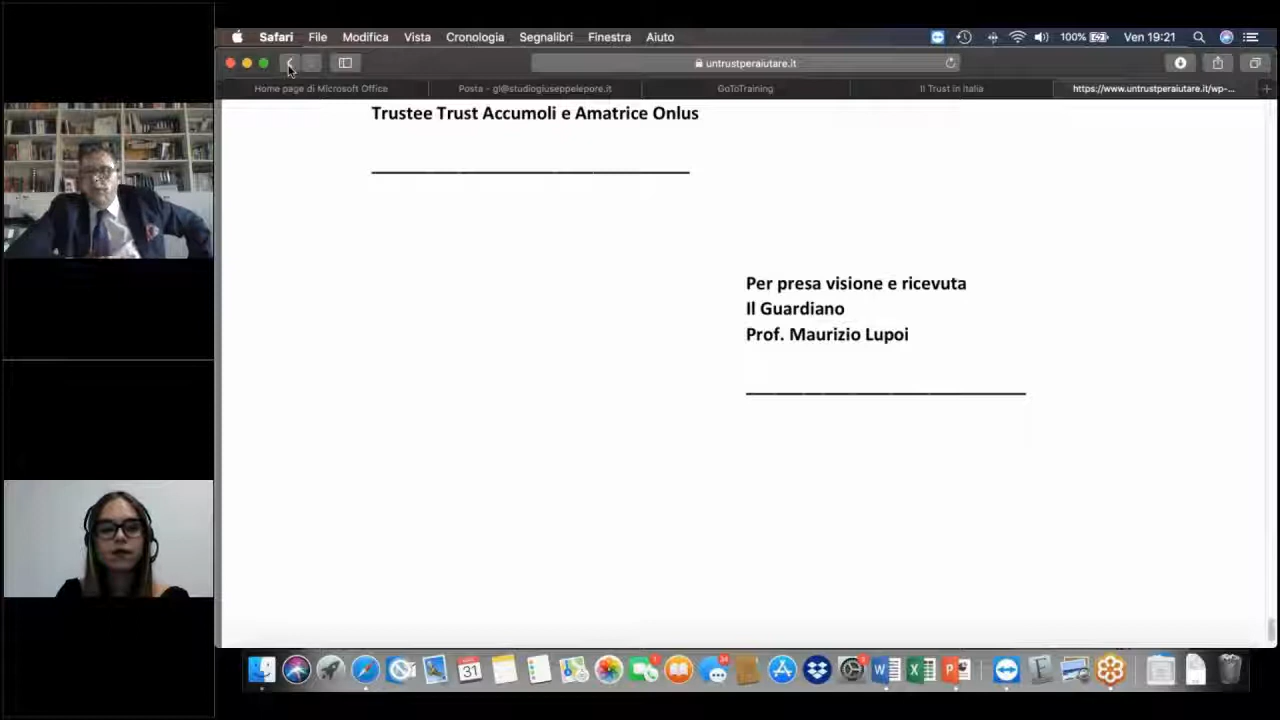 Safari File Modifica Vista Cronologia Segnalibri Finestra Aiuto 100% Ven 19:21
untrustperaiutare.it
Home page di Microsoft Office Posta - gl@studiogiuseppelepore.it GoToTraining Il Trust in Italia https://www.untrustperaiutare.it/wp-...
Trustee Trust Accumoli e Amatrice Onlus
Per presa visione e ricevuta
Il Guardiano
Prof. Maurizio Lupoi
31